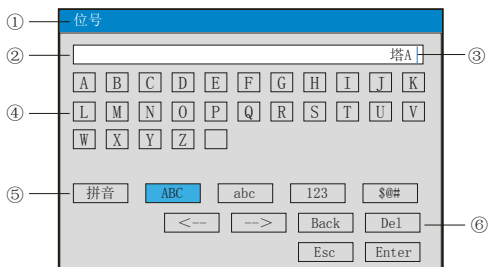 ① 位号
② 塔A ③
A B C D E F G H I J K
④ L M N O P Q R S T U V
W X Y Z
⑤ 拼音 ABC abc 123 $@#
<-- --> Back Del ⑥
Esc Enter